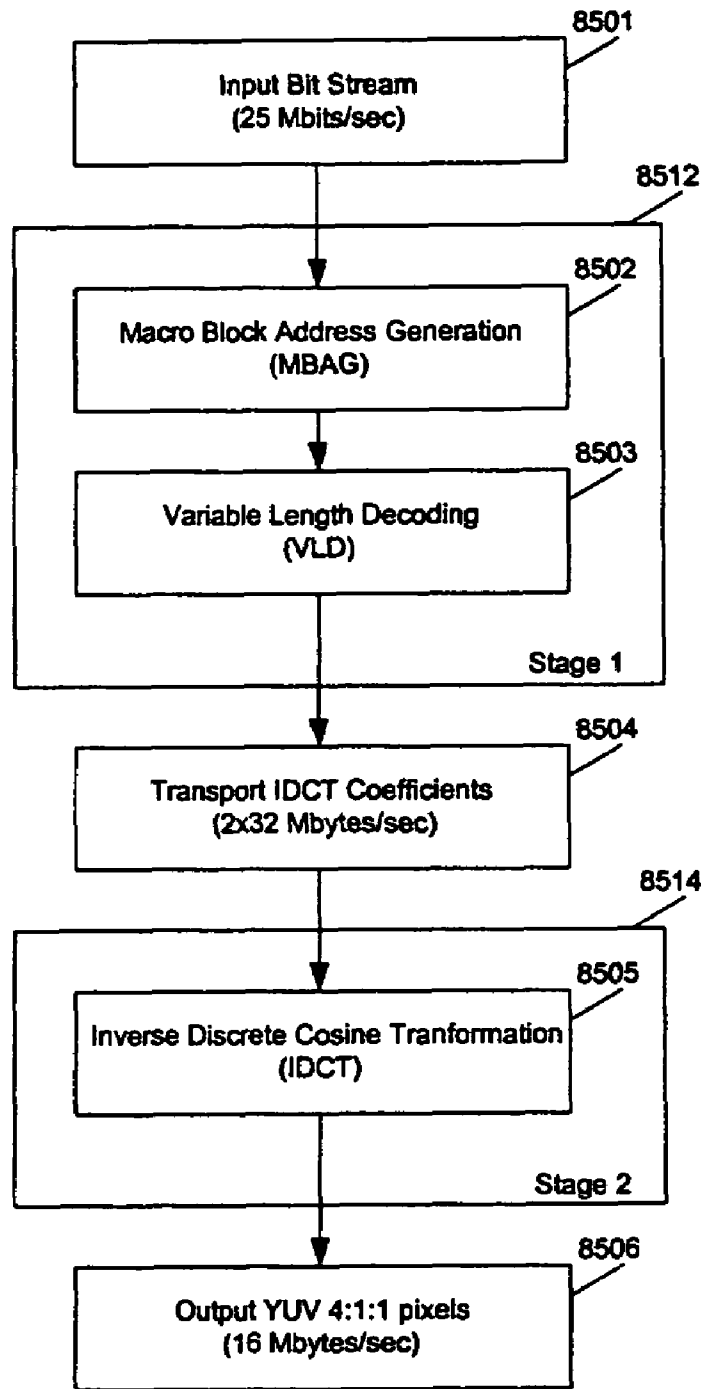 8501
Input Bit Stream
(25 Mbits/sec)
8512
8502
Macro Block Address Generation
(MBAG)
8503
Variable Length Decoding
(VLD)
Stage 1
8504
Transport IDCT Coefficients
(2x32 Mbytes/sec)
8514
8505
Inverse Discrete Cosine Tranformation
(IDCT)
Stage 2
8506
Output YUV 4:1:1 pixels
(16 Mbytes/sec)